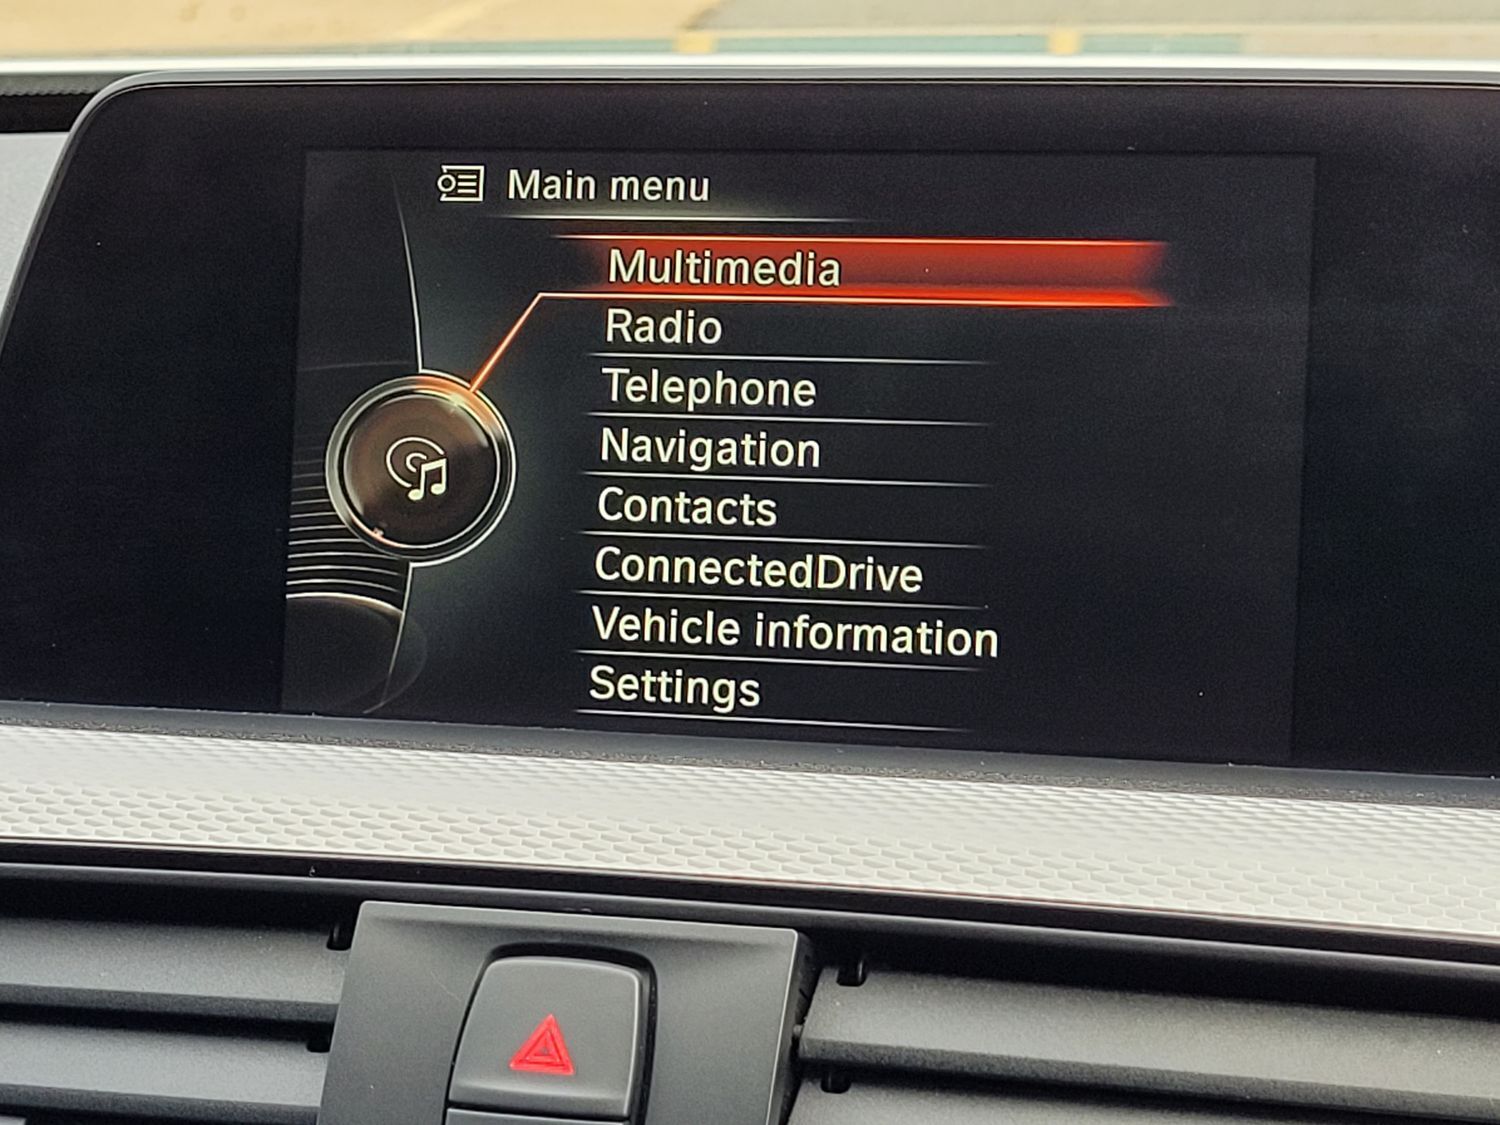 Main menu
Multimedia
Radio
Telephone
Navigation
Contacts
ConnectedDrive
Vehicle information
Settings